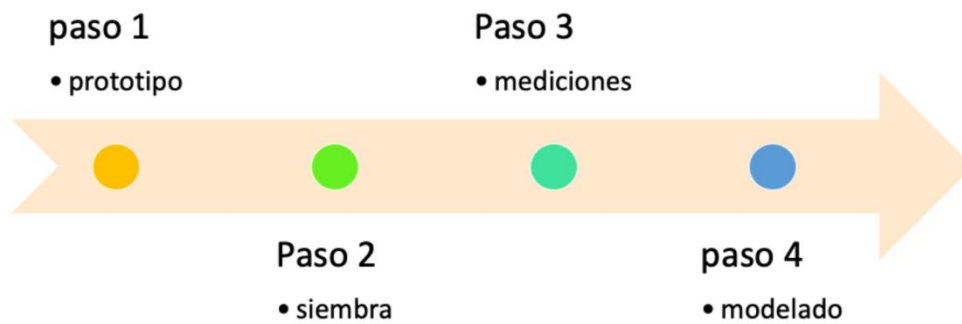 paso 1
• prototipo
Paso 2
• siembra
Paso 3
• mediciones
paso 4
• modelado